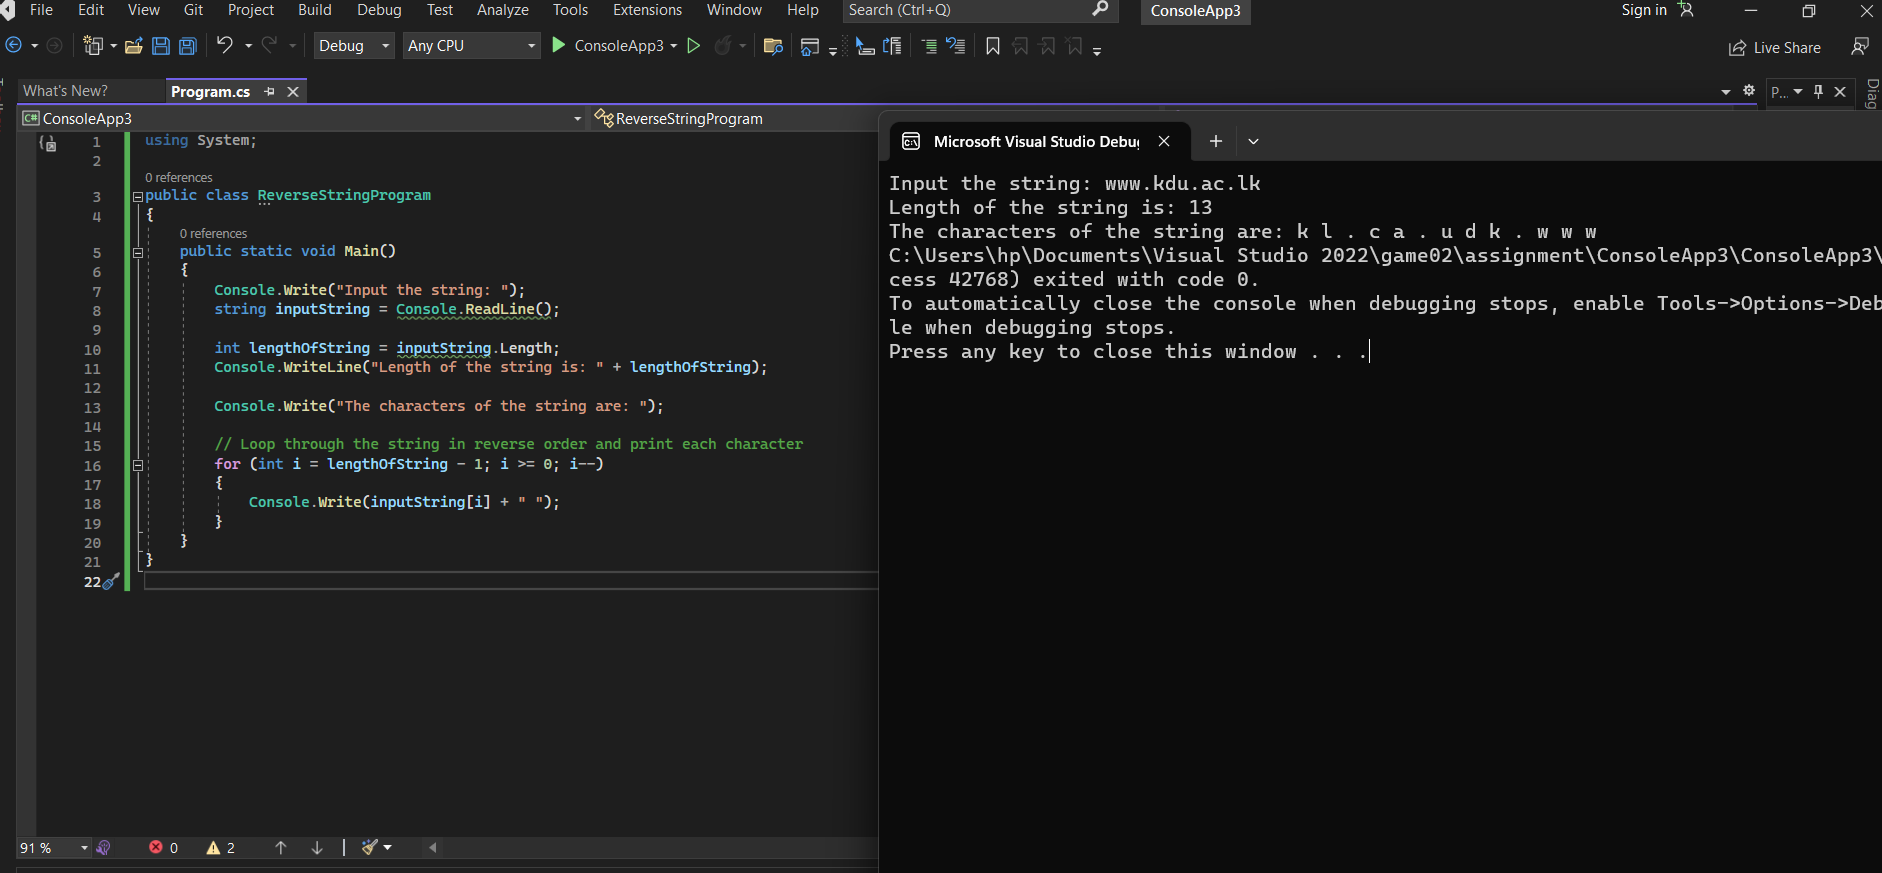 File Edit View Git Project Build Debug Test Analyze Tools Extensions Window Help Search (Ctrl+Q) ConsoleApp3 Sign in
Debug Any CPU ConsoleApp3 Live Share
What's New? Program.cs P...
Diag
C# ConsoleApp3 ReverseStringProgram
1 using System;
2
0 references
3 public class ReverseStringProgram
4 {
0 references
5 public static void Main()
6 {
7 Console.Write("Input the string: ");
8 string inputString = Console.ReadLine();
9
10 int lengthOfString = inputString.Length;
11 Console.WriteLine("Length of the string is: " + lengthOfString);
12
13 Console.Write("The characters of the string are: ");
14
15 // Loop through the string in reverse order and print each character
16 for (int i = lengthOfString - 1; i >= 0; i--)
17 {
18 Console.Write(inputString[i] + " ");
19 }
20 }
21 }
22
91 % 0 2
Microsoft Visual Studio Debu
Input the string: www.kdu.ac.lk
Length of the string is: 13
The characters of the string are: k l . c a . u d k . w w w
C:\Users\hp\Documents\Visual Studio 2022\game02\assignment\ConsoleApp3\ConsoleApp3\
cess 42768) exited with code 0.
To automatically close the console when debugging stops, enable Tools->Options->Deb
le when debugging stops.
Press any key to close this window . . .